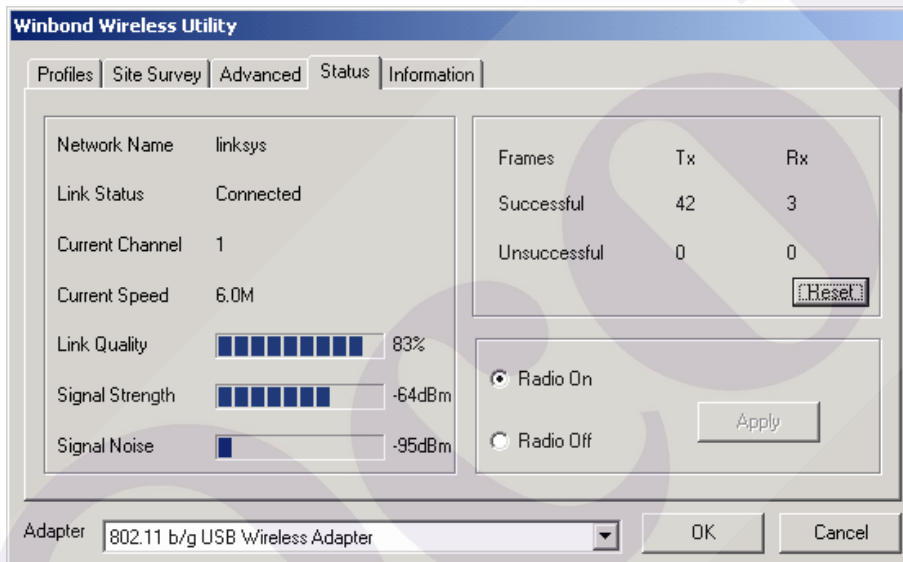 Winbond Wireless Utility
Profiles Site Survey Advanced Status Information
Network Name linksys
Link Status Connected
Current Channel 1
Current Speed 6.0M
Link Quality 83%
Signal Strength -64dBm
Signal Noise -95dBm
Frames Tx Rx
Successful 42 3
Unsuccessful 0 0
Reset
Radio On
Radio Off
Apply
Adapter 802.11 b/g USB Wireless Adapter OK Cancel